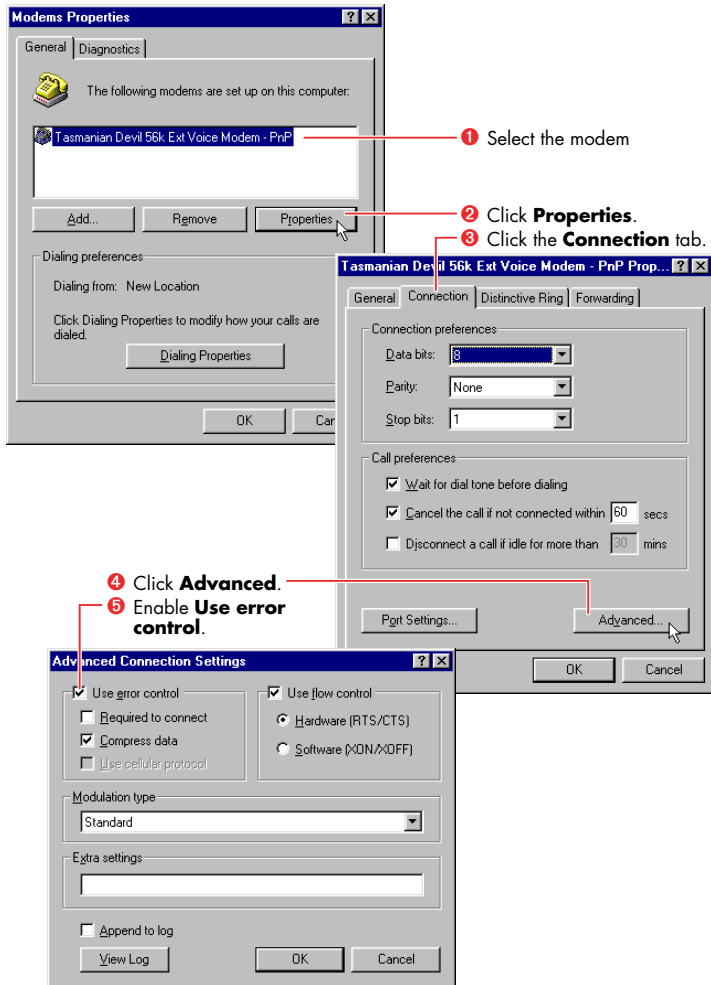 Modems Properties
General Diagnostics
The following modems are set up on this computer:
Tasmanian Devil 56k Ext Voice Modem - PnP
1 Select the modem
Add... Remove Properties
2 Click Properties.
3 Click the Connection tab.
Dialing preferences
Dialing from: New Location
Click Dialing Properties to modify how your calls are
dialed.
Dialing Properties
OK
Tasmanian Devil 56k Ext Voice Modem - PnP Prop...
General Connection Distinctive Ring Forwarding
Connection preferences
Data bits: 8
Parity: None
Stop bits: 1
Call preferences
Wait for dial tone before dialing
Cancel the call if not connected within 60 secs
Disconnect a call if idle for more than 30 mins
Port Settings... Advanced...
OK Cancel
4 Click Advanced.
5 Enable Use error
control.
Advanced Connection Settings
Use error control
Required to connect
Compress data
Use cellular protocol
Use flow control
Hardware (RTS/CTS)
Software (XON/XOFF)
Modulation type
Standard
Extra settings
Append to log
View Log OK Cancel